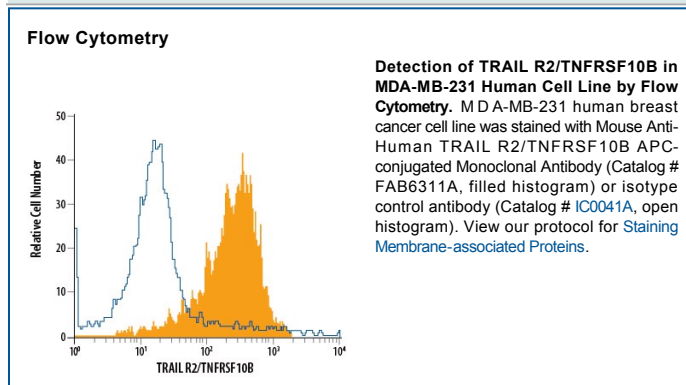 Flow Cytometry
Detection of TRAIL R2/TNFRSF10B in
MDA-MB-231 Human Cell Line by Flow
Cytometry. M D A-MB-231 human breast
cancer cell line was stained with Mouse Anti-
Human TRAIL R2/TNFRSF10B APC-
conjugated Monoclonal Antibody (Catalog #
FAB6311A, filled histogram) or isotype
control antibody (Catalog # IC0041A, open
histogram). View our protocol for Staining
Membrane-associated Proteins.
Relative Cell Number
50
40
30
20
10
0
10⁰ 10¹ 10² 10³ 10⁴
TRAIL R2/TNFRSF10B